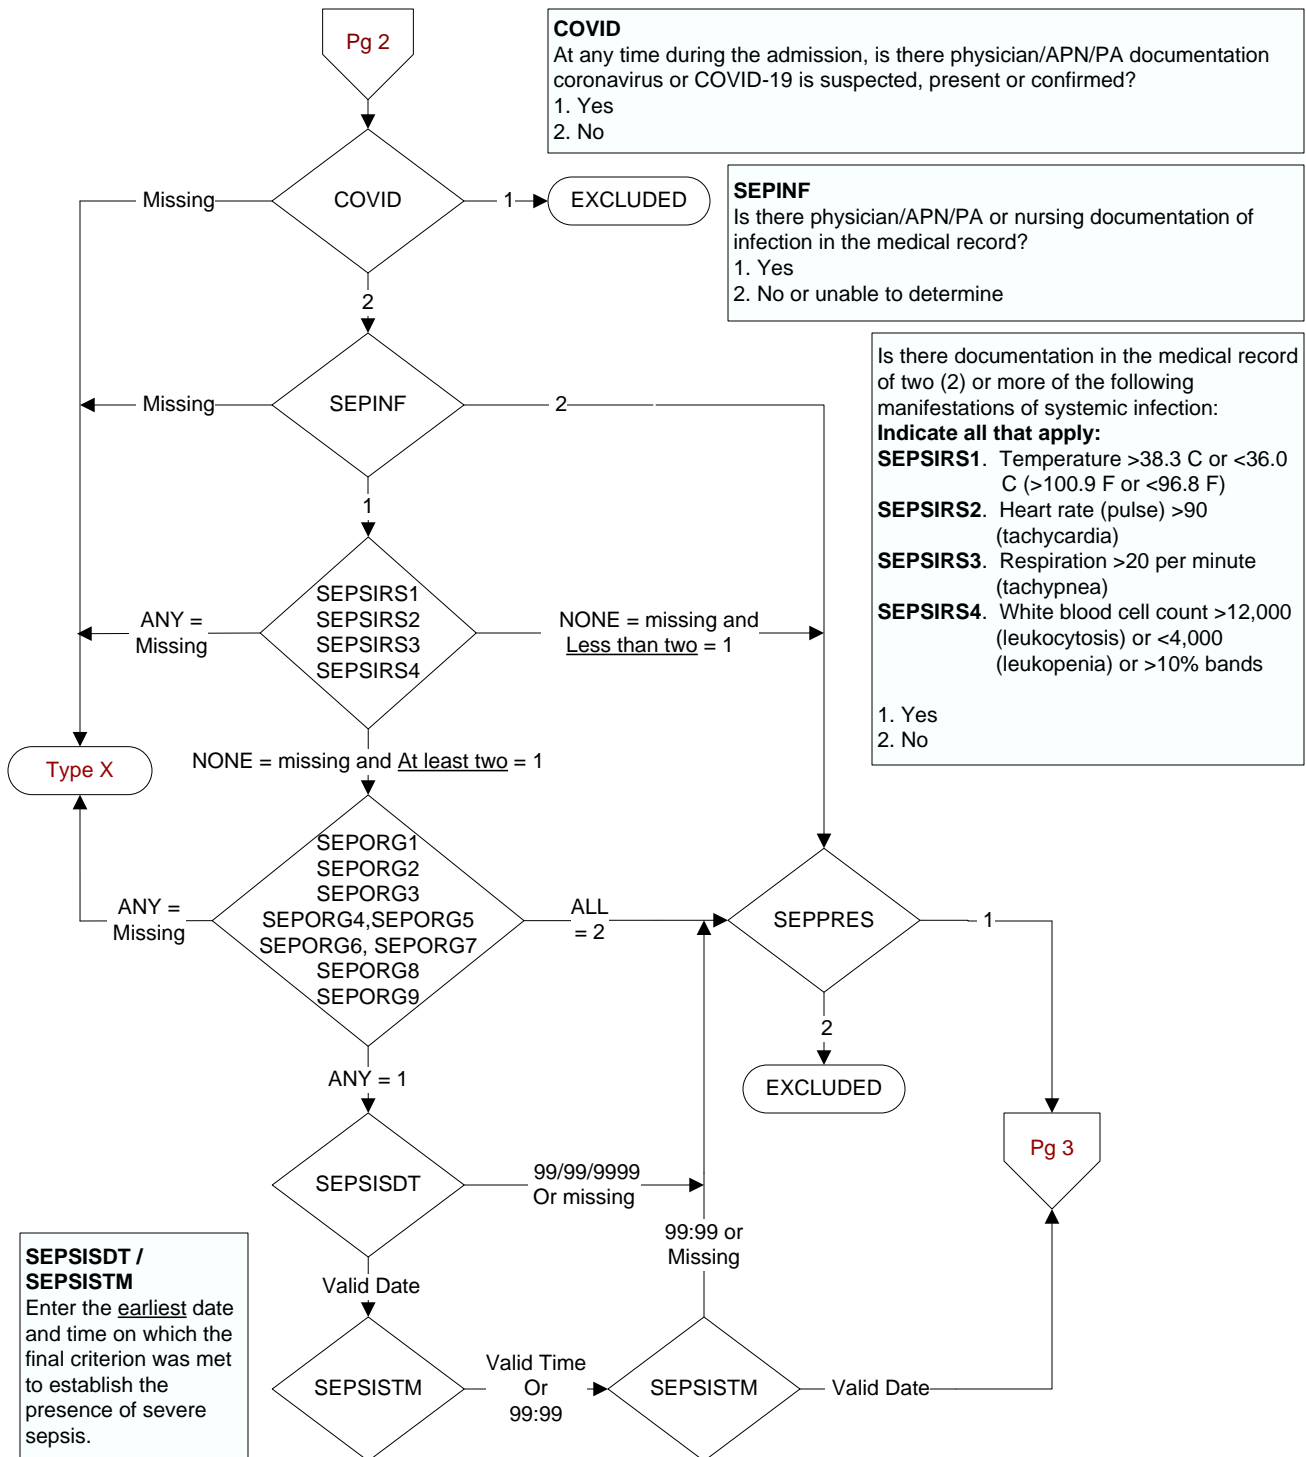 Pg 2
COVID
At any time during the admission, is there physician/APN/PA documentation
coronavirus or COVID-19 is suspected, present or confirmed?
1. Yes
2. No
Missing
COVID
1
EXCLUDED
SEPINF
Is there physician/APN/PA or nursing documentation of
infection in the medical record?
1. Yes
2. No or unable to determine
2
Missing
SEPINF
2
Is there documentation in the medical record
of two (2) or more of the following
manifestations of systemic infection:
Indicate all that apply:
SEPSIRS1. Temperature >38.3 C or <36.0
C (>100.9 F or <96.8 F)
SEPSIRS2. Heart rate (pulse) >90
(tachycardia)
SEPSIRS3. Respiration >20 per minute
(tachypnea)
SEPSIRS4. White blood cell count >12,000
(leukocytosis) or <4,000
(leukopenia) or >10% bands
1. Yes
2. No
1
ANY =
Missing
SEPSIRS1
SEPSIRS2
SEPSIRS3
SEPSIRS4
NONE = missing and
Less than two = 1
NONE = missing and At least two = 1
Type X
ANY =
Missing
SEPORG1
SEPORG2
SEPORG3
SEPORG4,SEPORG5
SEPORG6, SEPORG7
SEPORG8
SEPORG9
ALL
= 2
SEPPRES
1
2
EXCLUDED
ANY = 1
Pg 3
SEPSISDT
99/99/9999
Or missing
99:99 or
Missing
Valid Date
SEPSISDT /
SEPSISTM
Enter the earliest date
and time on which the
final criterion was met
to establish the
presence of severe
sepsis.
SEPSISTM
Valid Time
Or
99:99
SEPSISTM
Valid Date